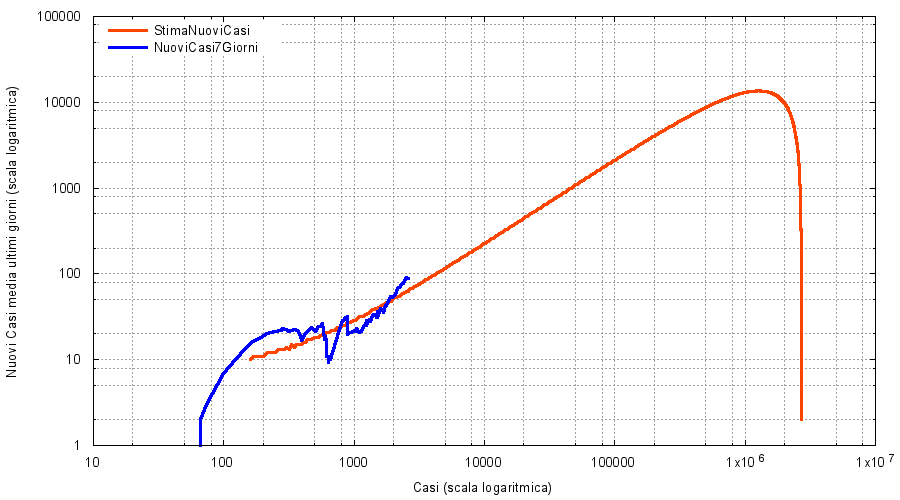 100000
StimaNuoviCasi
NuoviCasi7Giorni
10000
1000
100
10
1
Nuovi Casi media ultimi giorni (scala logaritmica)
10 100 1000 10000 100000 1x10^6 1x10^7
Casi (scala logaritmica)